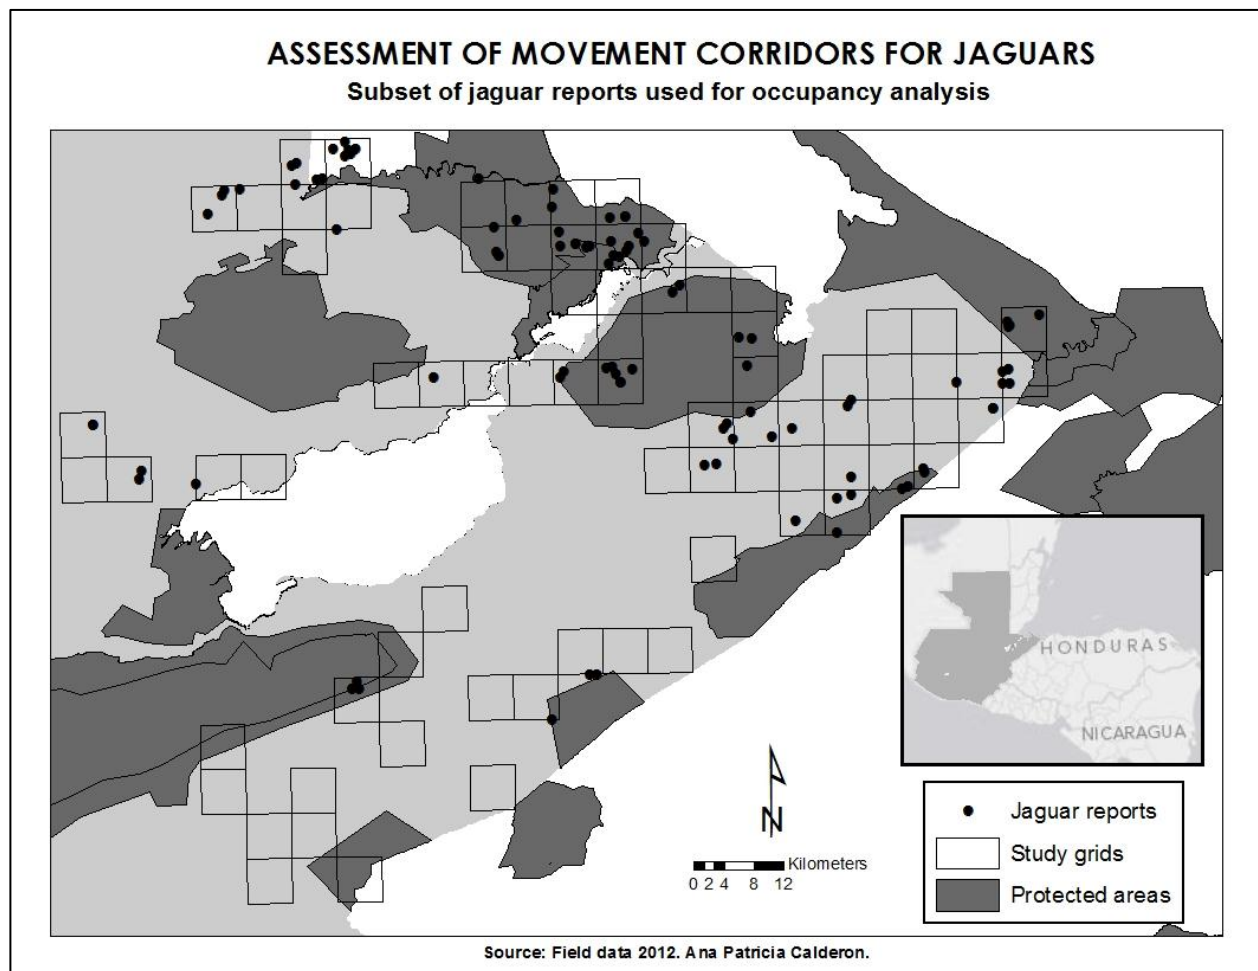 ASSESSMENT OF MOVEMENT CORRIDORS FOR JAGUARS
Subset of jaguar reports used for occupancy analysis
HONDURAS
NICARAGUA
N
Kilometers
0 2 4 8 12
Jaguar reports
Study grids
Protected areas
Source: Field data 2012. Ana Patricia Calderon.